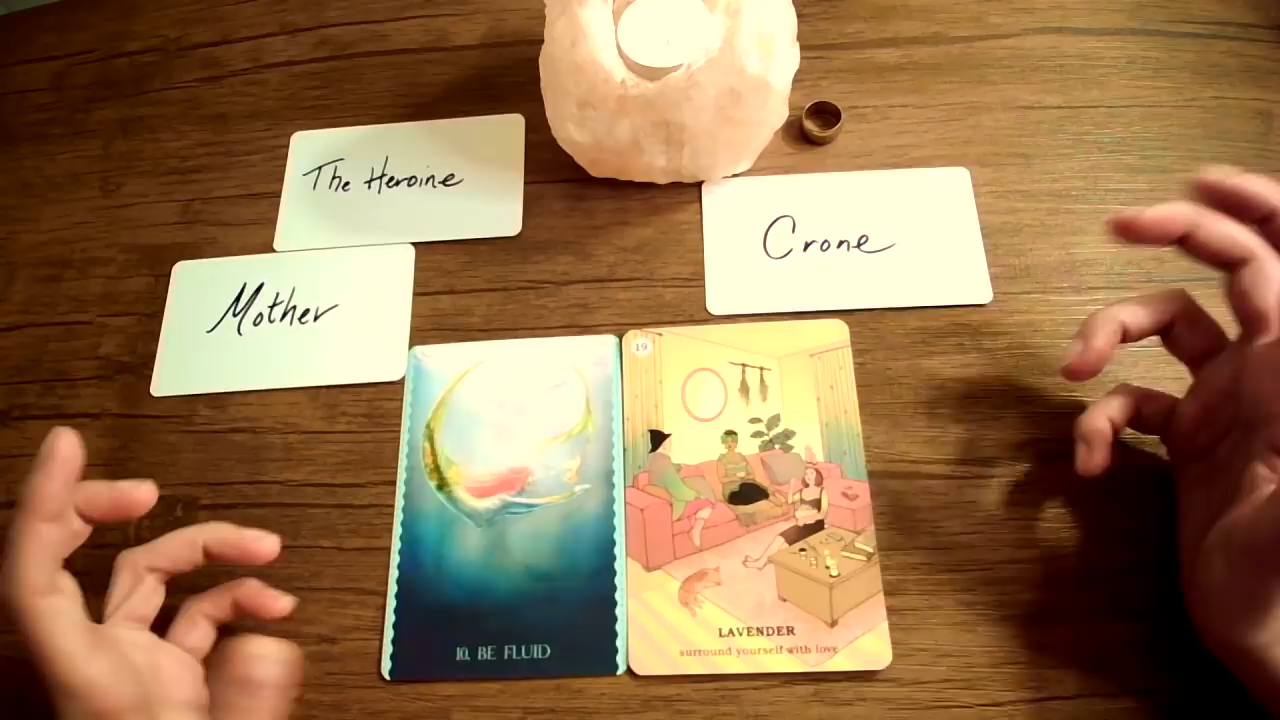 The Heroine
Mother
Crone
10. BE FLUID
19
LAVENDER
surround yourself with love